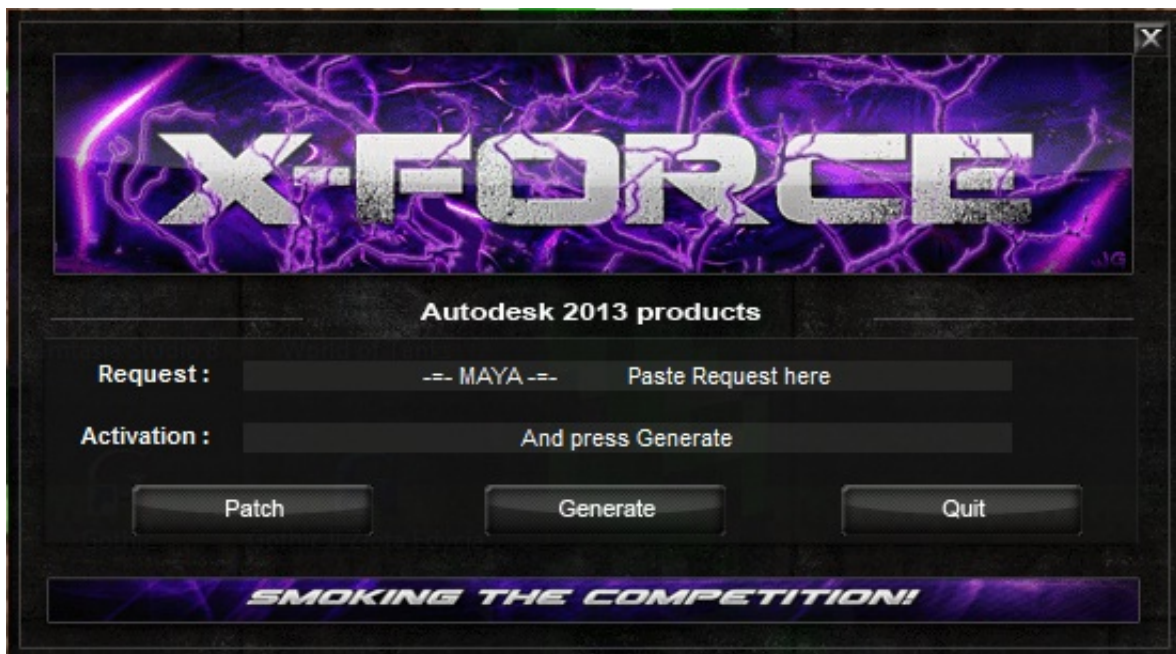 X
X-FORCE
JG
Autodesk 2013 products
Request :
-=- MAYA -=- Paste Request here
Activation :
And press Generate
Patch Generate Quit
SMOKING THE COMPETITION!